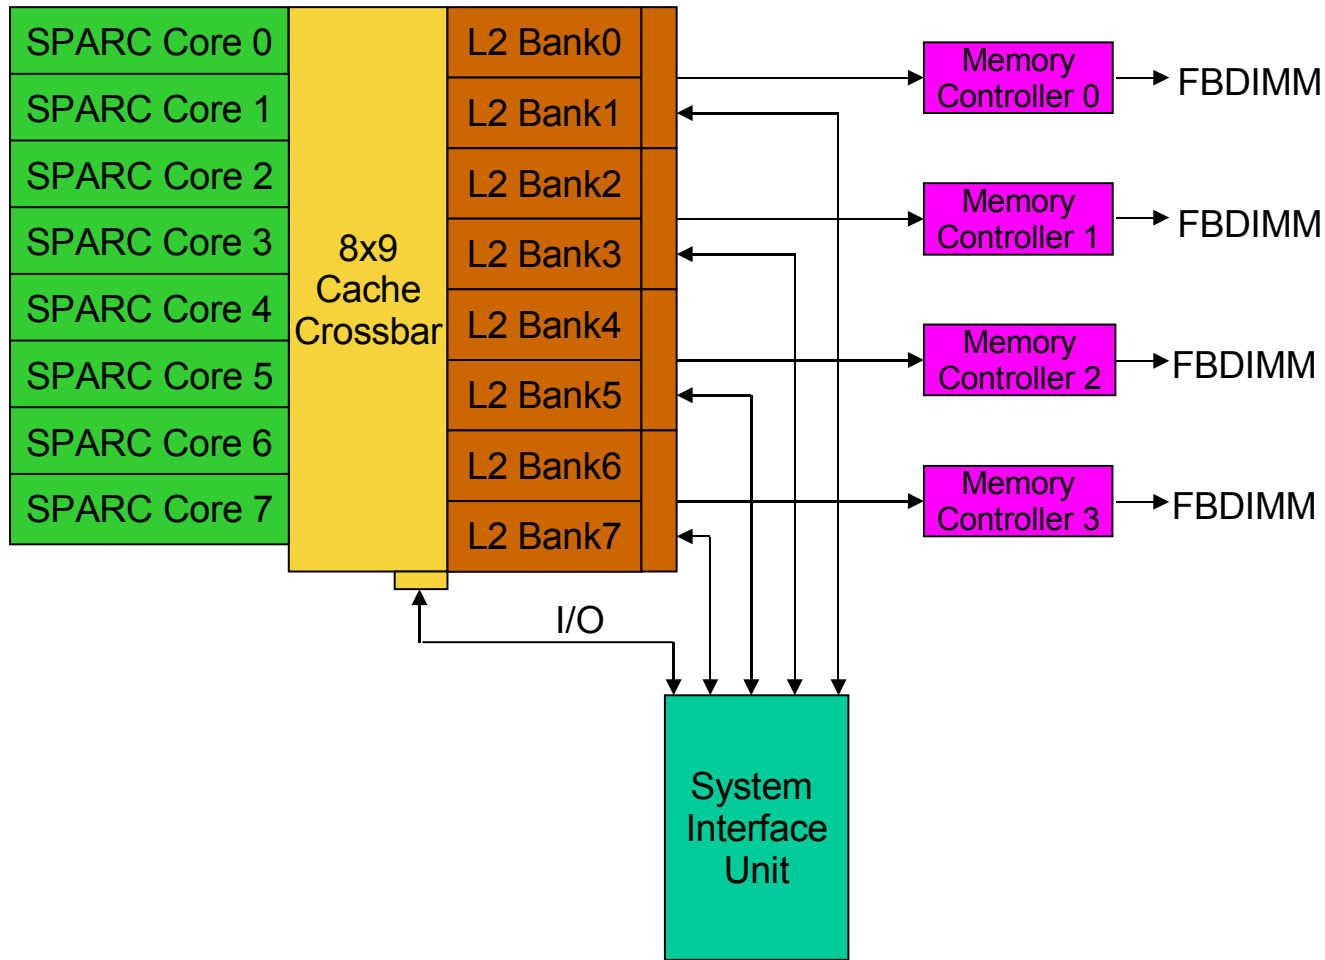 SPARC Core 0
SPARC Core 1
SPARC Core 2
SPARC Core 3
SPARC Core 4
SPARC Core 5
SPARC Core 6
SPARC Core 7
8x9
Cache
Crossbar
L2 Bank0
L2 Bank1
L2 Bank2
L2 Bank3
L2 Bank4
L2 Bank5
L2 Bank6
L2 Bank7
Memory
Controller 0
FBDIMM
Memory
Controller 1
FBDIMM
Memory
Controller 2
FBDIMM
Memory
Controller 3
FBDIMM
I/O
System
Interface
Unit